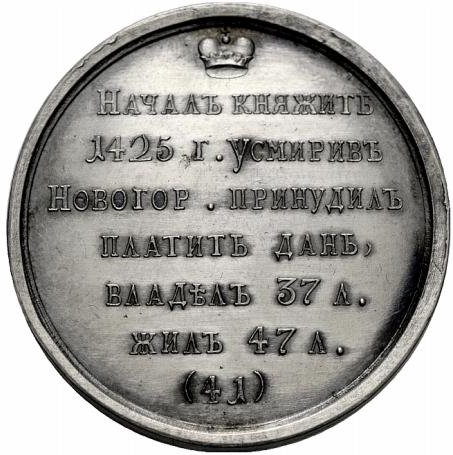 НАЧАЛЪ КНЯЖИТЬ
1425 . Г . УСМИРИВЪ
НОВОГОР . ПРИНУДИЛЪ
ПЛАТИТЬ ДАНЬ,
ВЛАДѢЛЪ 37 Л.
ЖИЛЪ 47 Л.
(41)